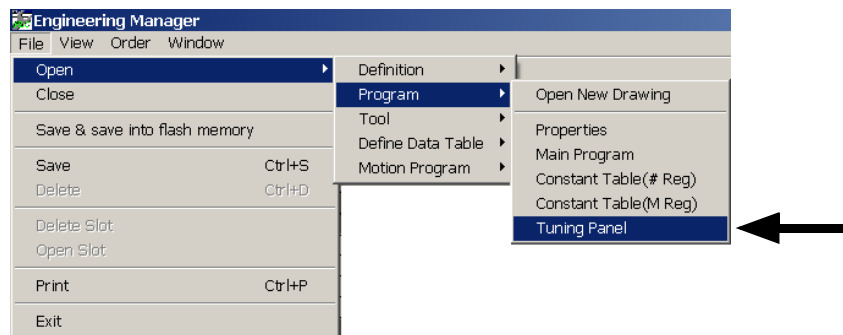 Engineering Manager
File View Order Window
Open
Close
Save & save into flash memory
Save Ctrl+S
Delete Ctrl+D
Delete Slot
Open Slot
Print Ctrl+P
Exit
Definition
Program
Tool
Define Data Table
Motion Program
Open New Drawing
Properties
Main Program
Constant Table(# Reg)
Constant Table(M Reg)
Tuning Panel